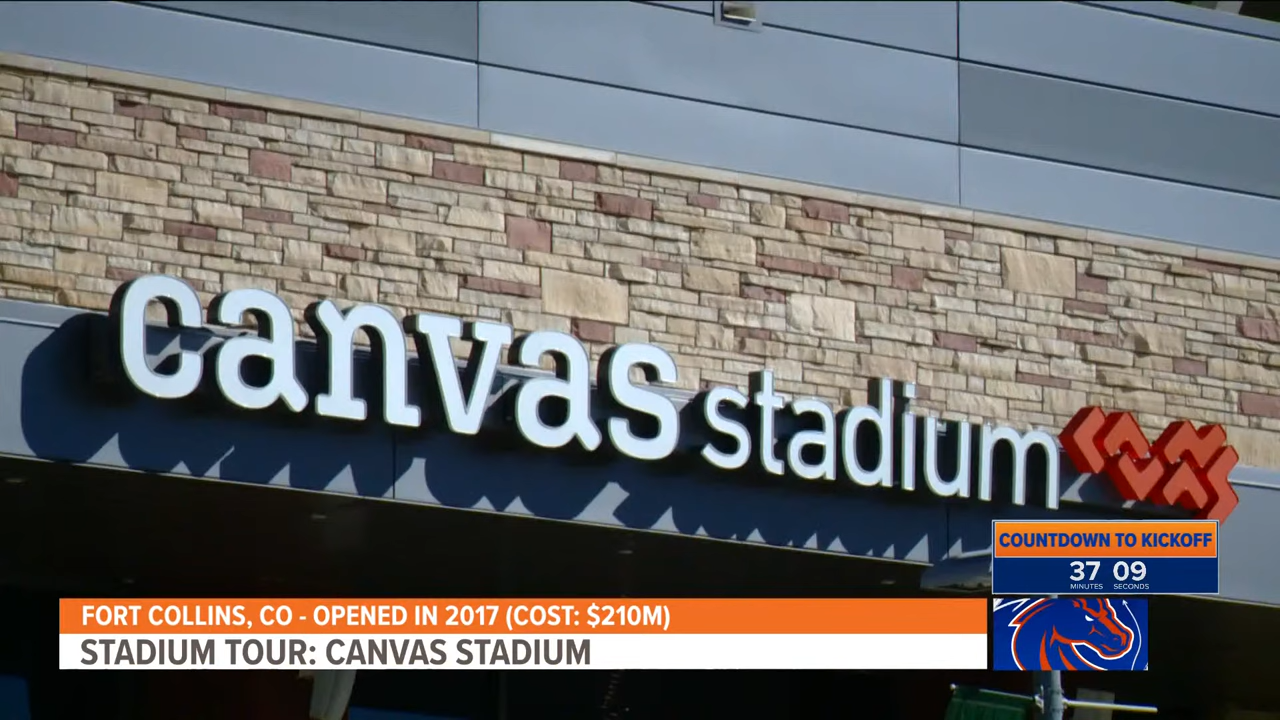 canvas stadium
COUNTDOWN TO KICKOFF
37 09
MINUTES SECONDS
FORT COLLINS, CO - OPENED IN 2017 (COST: $210M)
STADIUM TOUR: CANVAS STADIUM